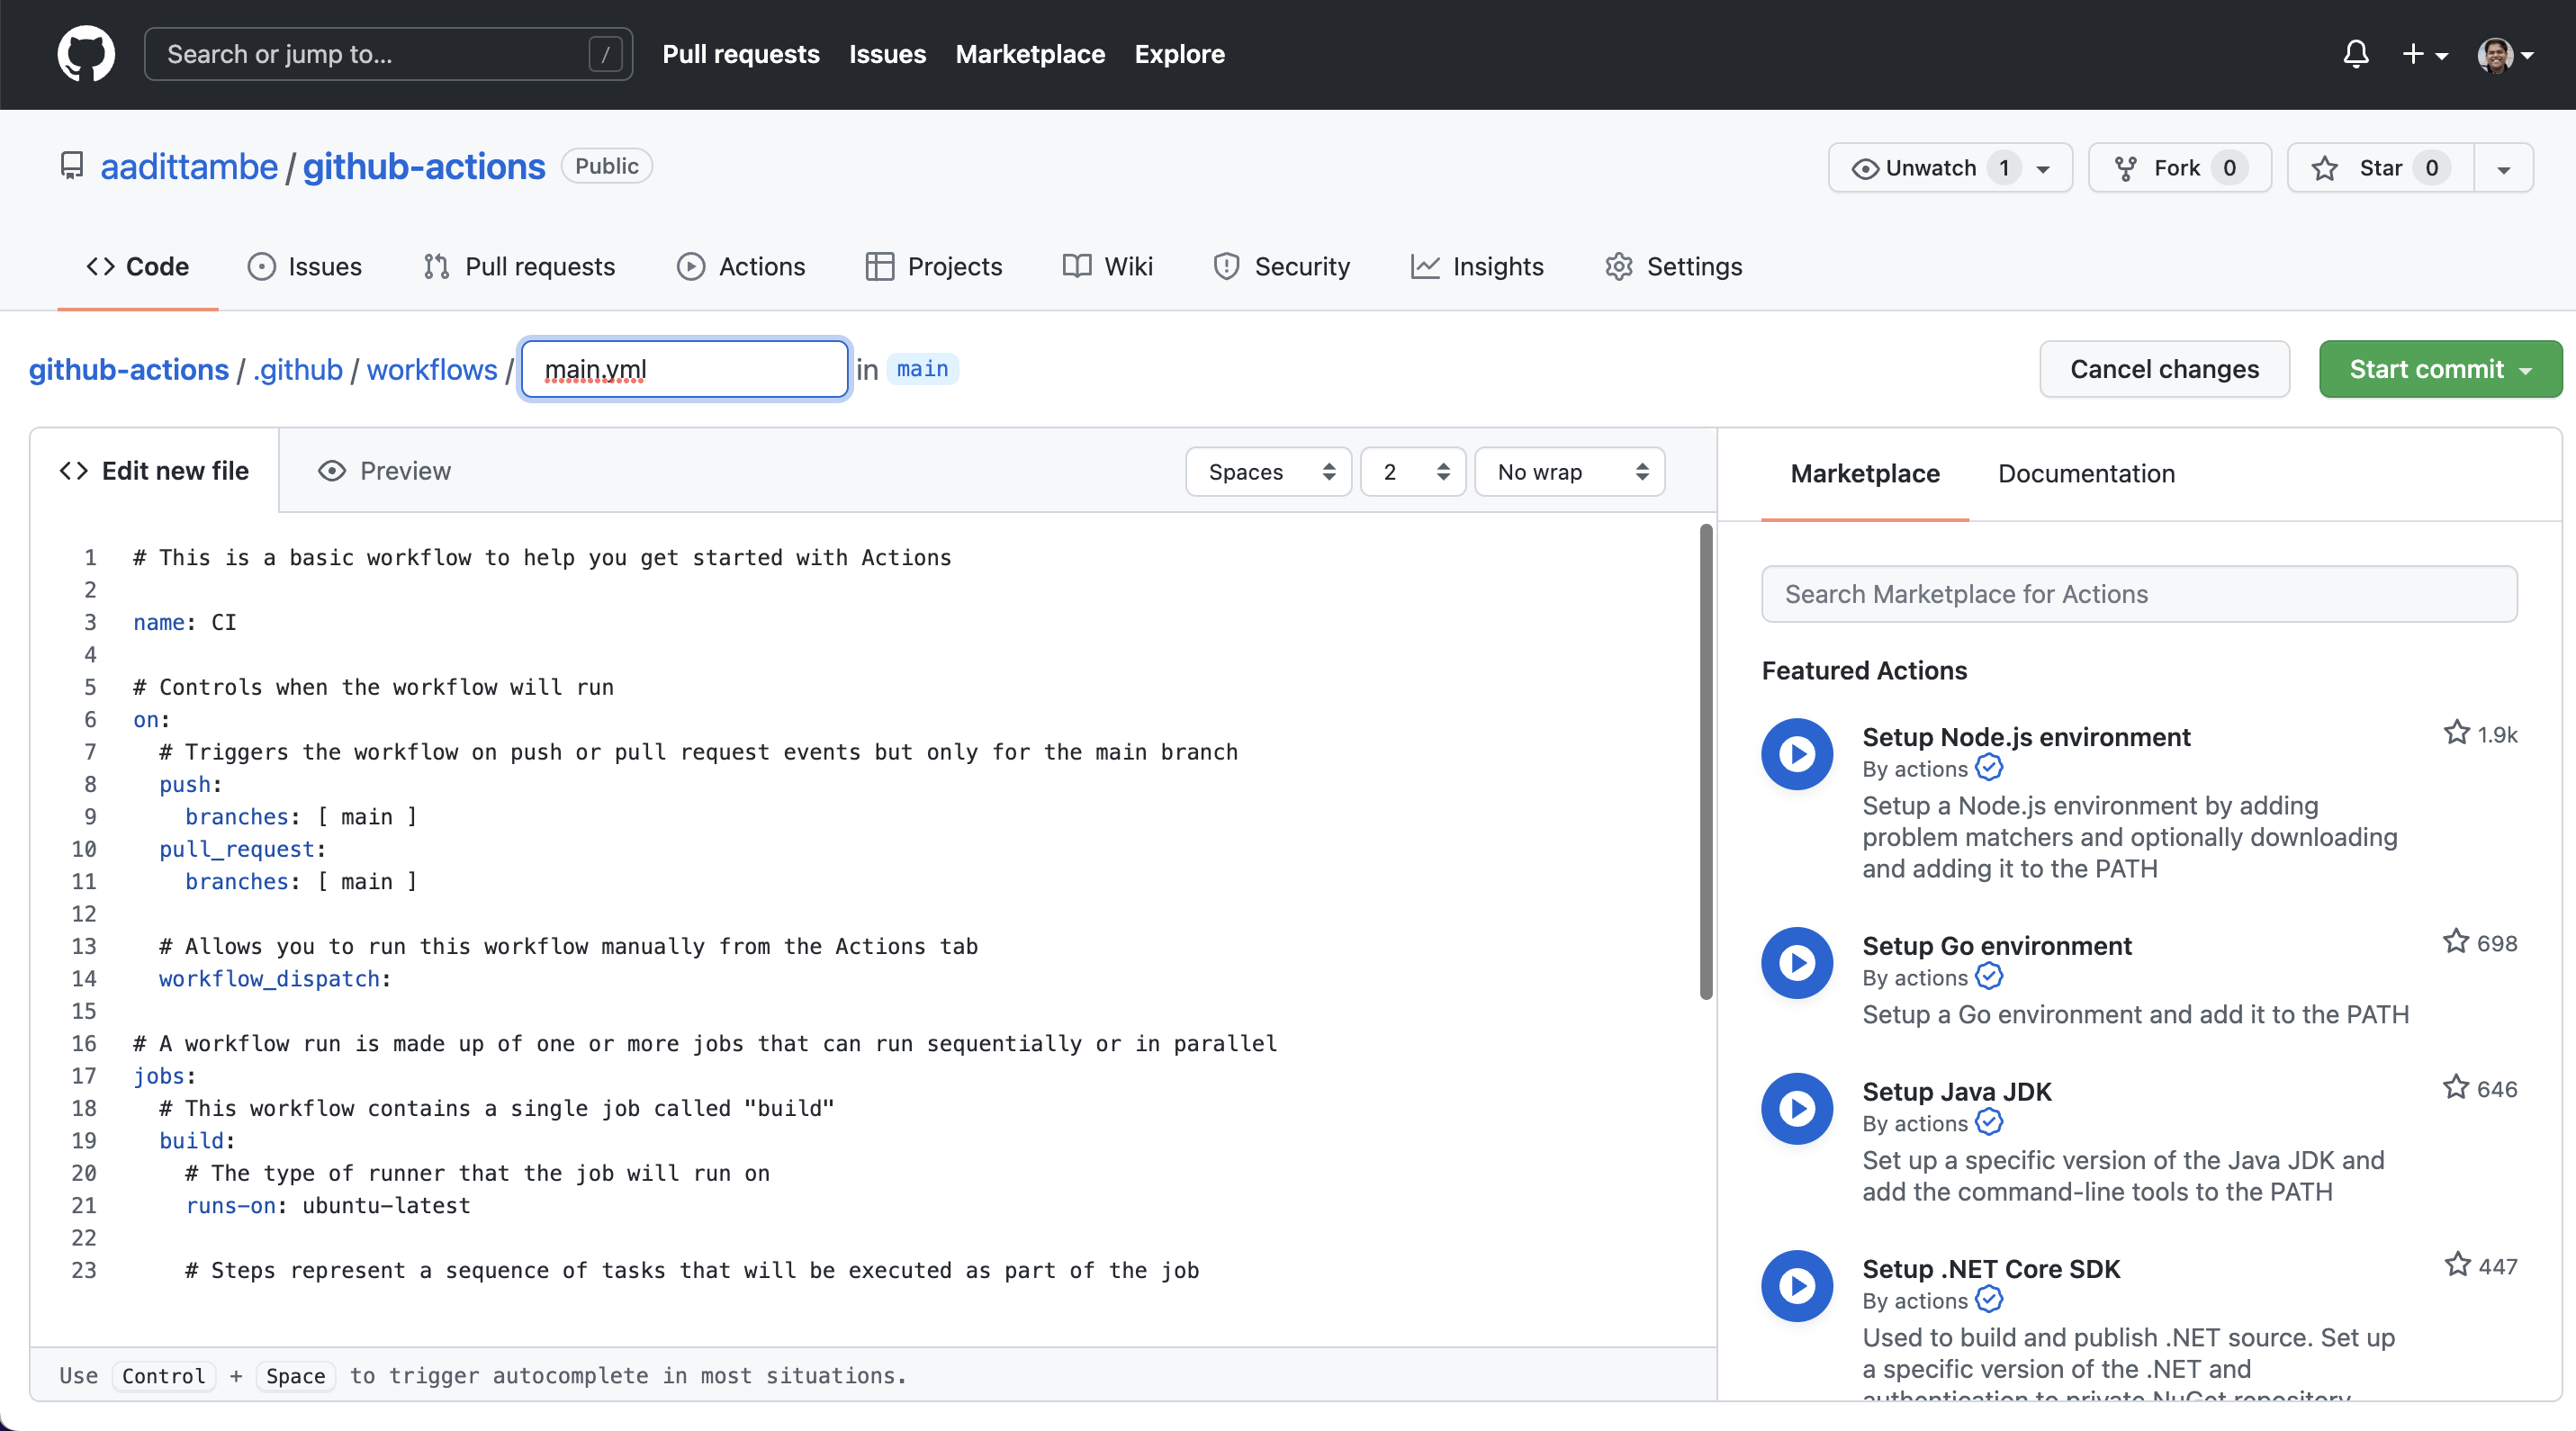 Search or jump to... /
Pull requests Issues Marketplace Explore
aadittambe / github-actions Public
Unwatch 1 Fork 0 Star 0
Code Issues Pull requests Actions Projects Wiki Security Insights Settings
github-actions / .github / workflows / main.yml in main
Cancel changes Start commit
Edit new file Preview
Spaces 2 No wrap
1 # This is a basic workflow to help you get started with Actions
2
3 name: CI
4
5 # Controls when the workflow will run
6 on:
7 # Triggers the workflow on push or pull request events but only for the main branch
8 push:
9 branches: [ main ]
10 pull_request:
11 branches: [ main ]
12
13 # Allows you to run this workflow manually from the Actions tab
14 workflow_dispatch:
15
16 # A workflow run is made up of one or more jobs that can run sequentially or in parallel
17 jobs:
18 # This workflow contains a single job called "build"
19 build:
20 # The type of runner that the job will run on
21 runs-on: ubuntu-latest
22
23 # Steps represent a sequence of tasks that will be executed as part of the job
Use Control + Space to trigger autocomplete in most situations.
Marketplace Documentation
Search Marketplace for Actions
Featured Actions
Setup Node.js environment 1.9k
By actions
Setup a Node.js environment by adding
problem matchers and optionally downloading
and adding it to the PATH
Setup Go environment 698
By actions
Setup a Go environment and add it to the PATH
Setup Java JDK 646
By actions
Set up a specific version of the Java JDK and
add the command-line tools to the PATH
Setup .NET Core SDK 447
By actions
Used to build and publish .NET source. Set up
a specific version of the .NET and
authentication to private NuGet repository